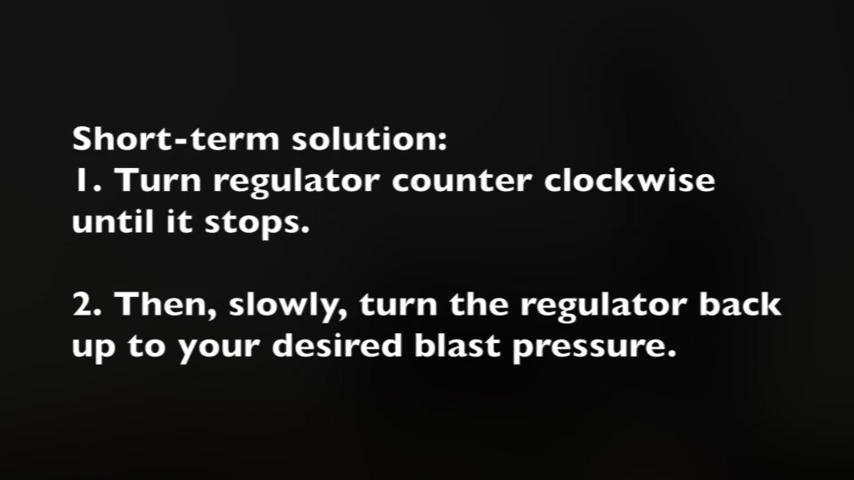 Short-term solution:
1. Turn regulator counter clockwise
until it stops.
2. Then, slowly, turn the regulator back
up to your desired blast pressure.